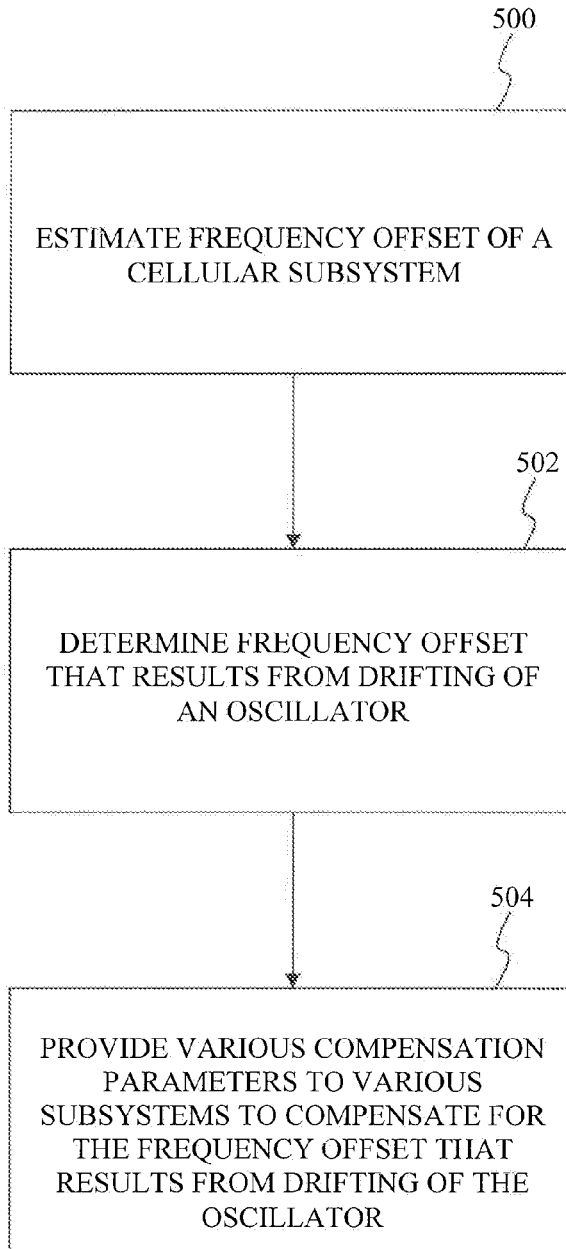 500
ESTIMATE FREQUENCY OFFSET OF A
CELLULAR SUBSYSTEM
502
DETERMINE FREQUENCY OFFSET
THAT RESULTS FROM DRIFTING OF
AN OSCILLATOR
504
PROVIDE VARIOUS COMPENSATION
PARAMETERS TO VARIOUS
SUBSYSTEMS TO COMPENSATE FOR
THE FREQUENCY OFFSET THAT
RESULTS FROM DRIFTING OF THE
OSCILLATOR